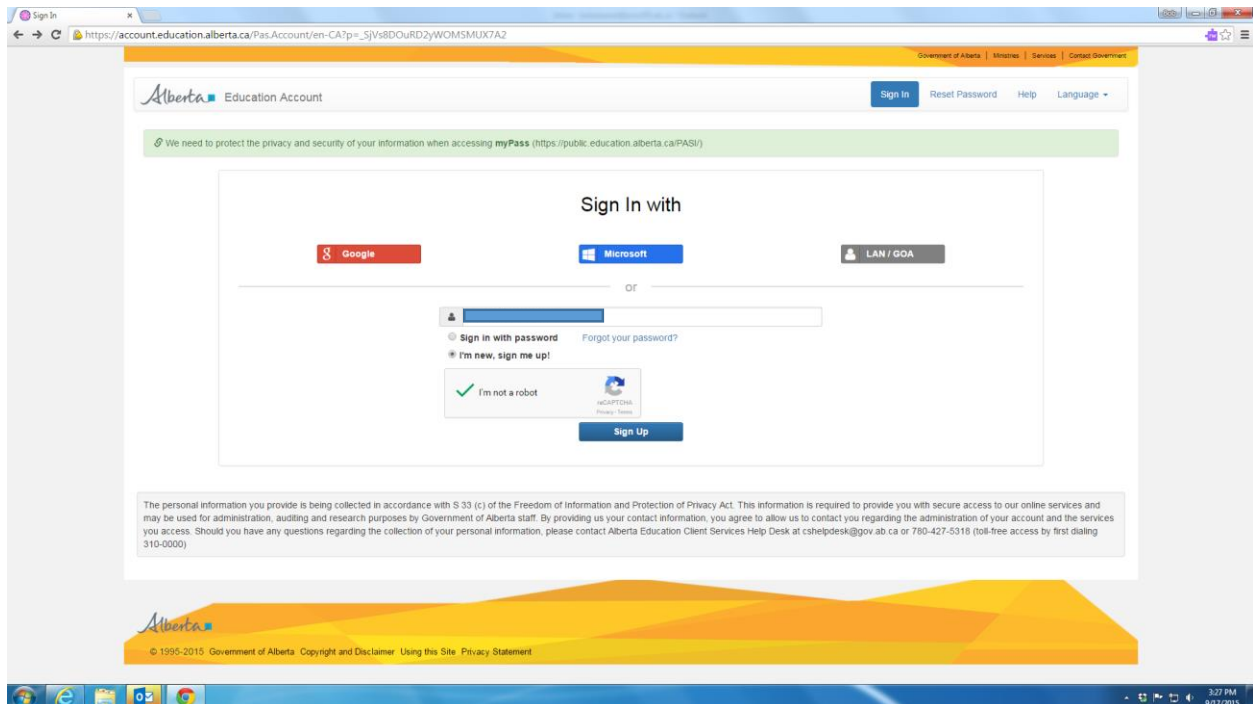 Sign In
https://account.education.alberta.ca/Pas.Account/en-CA?p=_SjVs8DOuRD2yWOMSMUX7A2
Government of Alberta | Ministries | Services | Contact Government
Alberta Education Account Sign In Reset Password Help Language
We need to protect the privacy and security of your information when accessing myPass (https://public.education.alberta.ca/PASI/)
Sign In with
Google Microsoft LAN / GOA
or
Sign in with password Forgot your password?
I'm new, sign me up!
I'm not a robot
reCAPTCHA
Privacy - Terms
Sign Up
The personal information you provide is being collected in accordance with S 33 (c) of the Freedom of Information and Protection of Privacy Act. This information is required to provide you with secure access to our online services and
may be used for administration, auditing and research purposes by Government of Alberta staff. By providing us your contact information, you agree to allow us to contact you regarding the administration of your account and the services
you access. Should you have any questions regarding the collection of your personal information, please contact Alberta Education Client Services Help Desk at cshelpdesk@gov.ab.ca or 780-427-5318 (toll-free access by first dialing
310-0000)
Alberta
© 1995-2015 Government of Alberta Copyright and Disclaimer Using this Site Privacy Statement
3:27 PM
9/17/2015